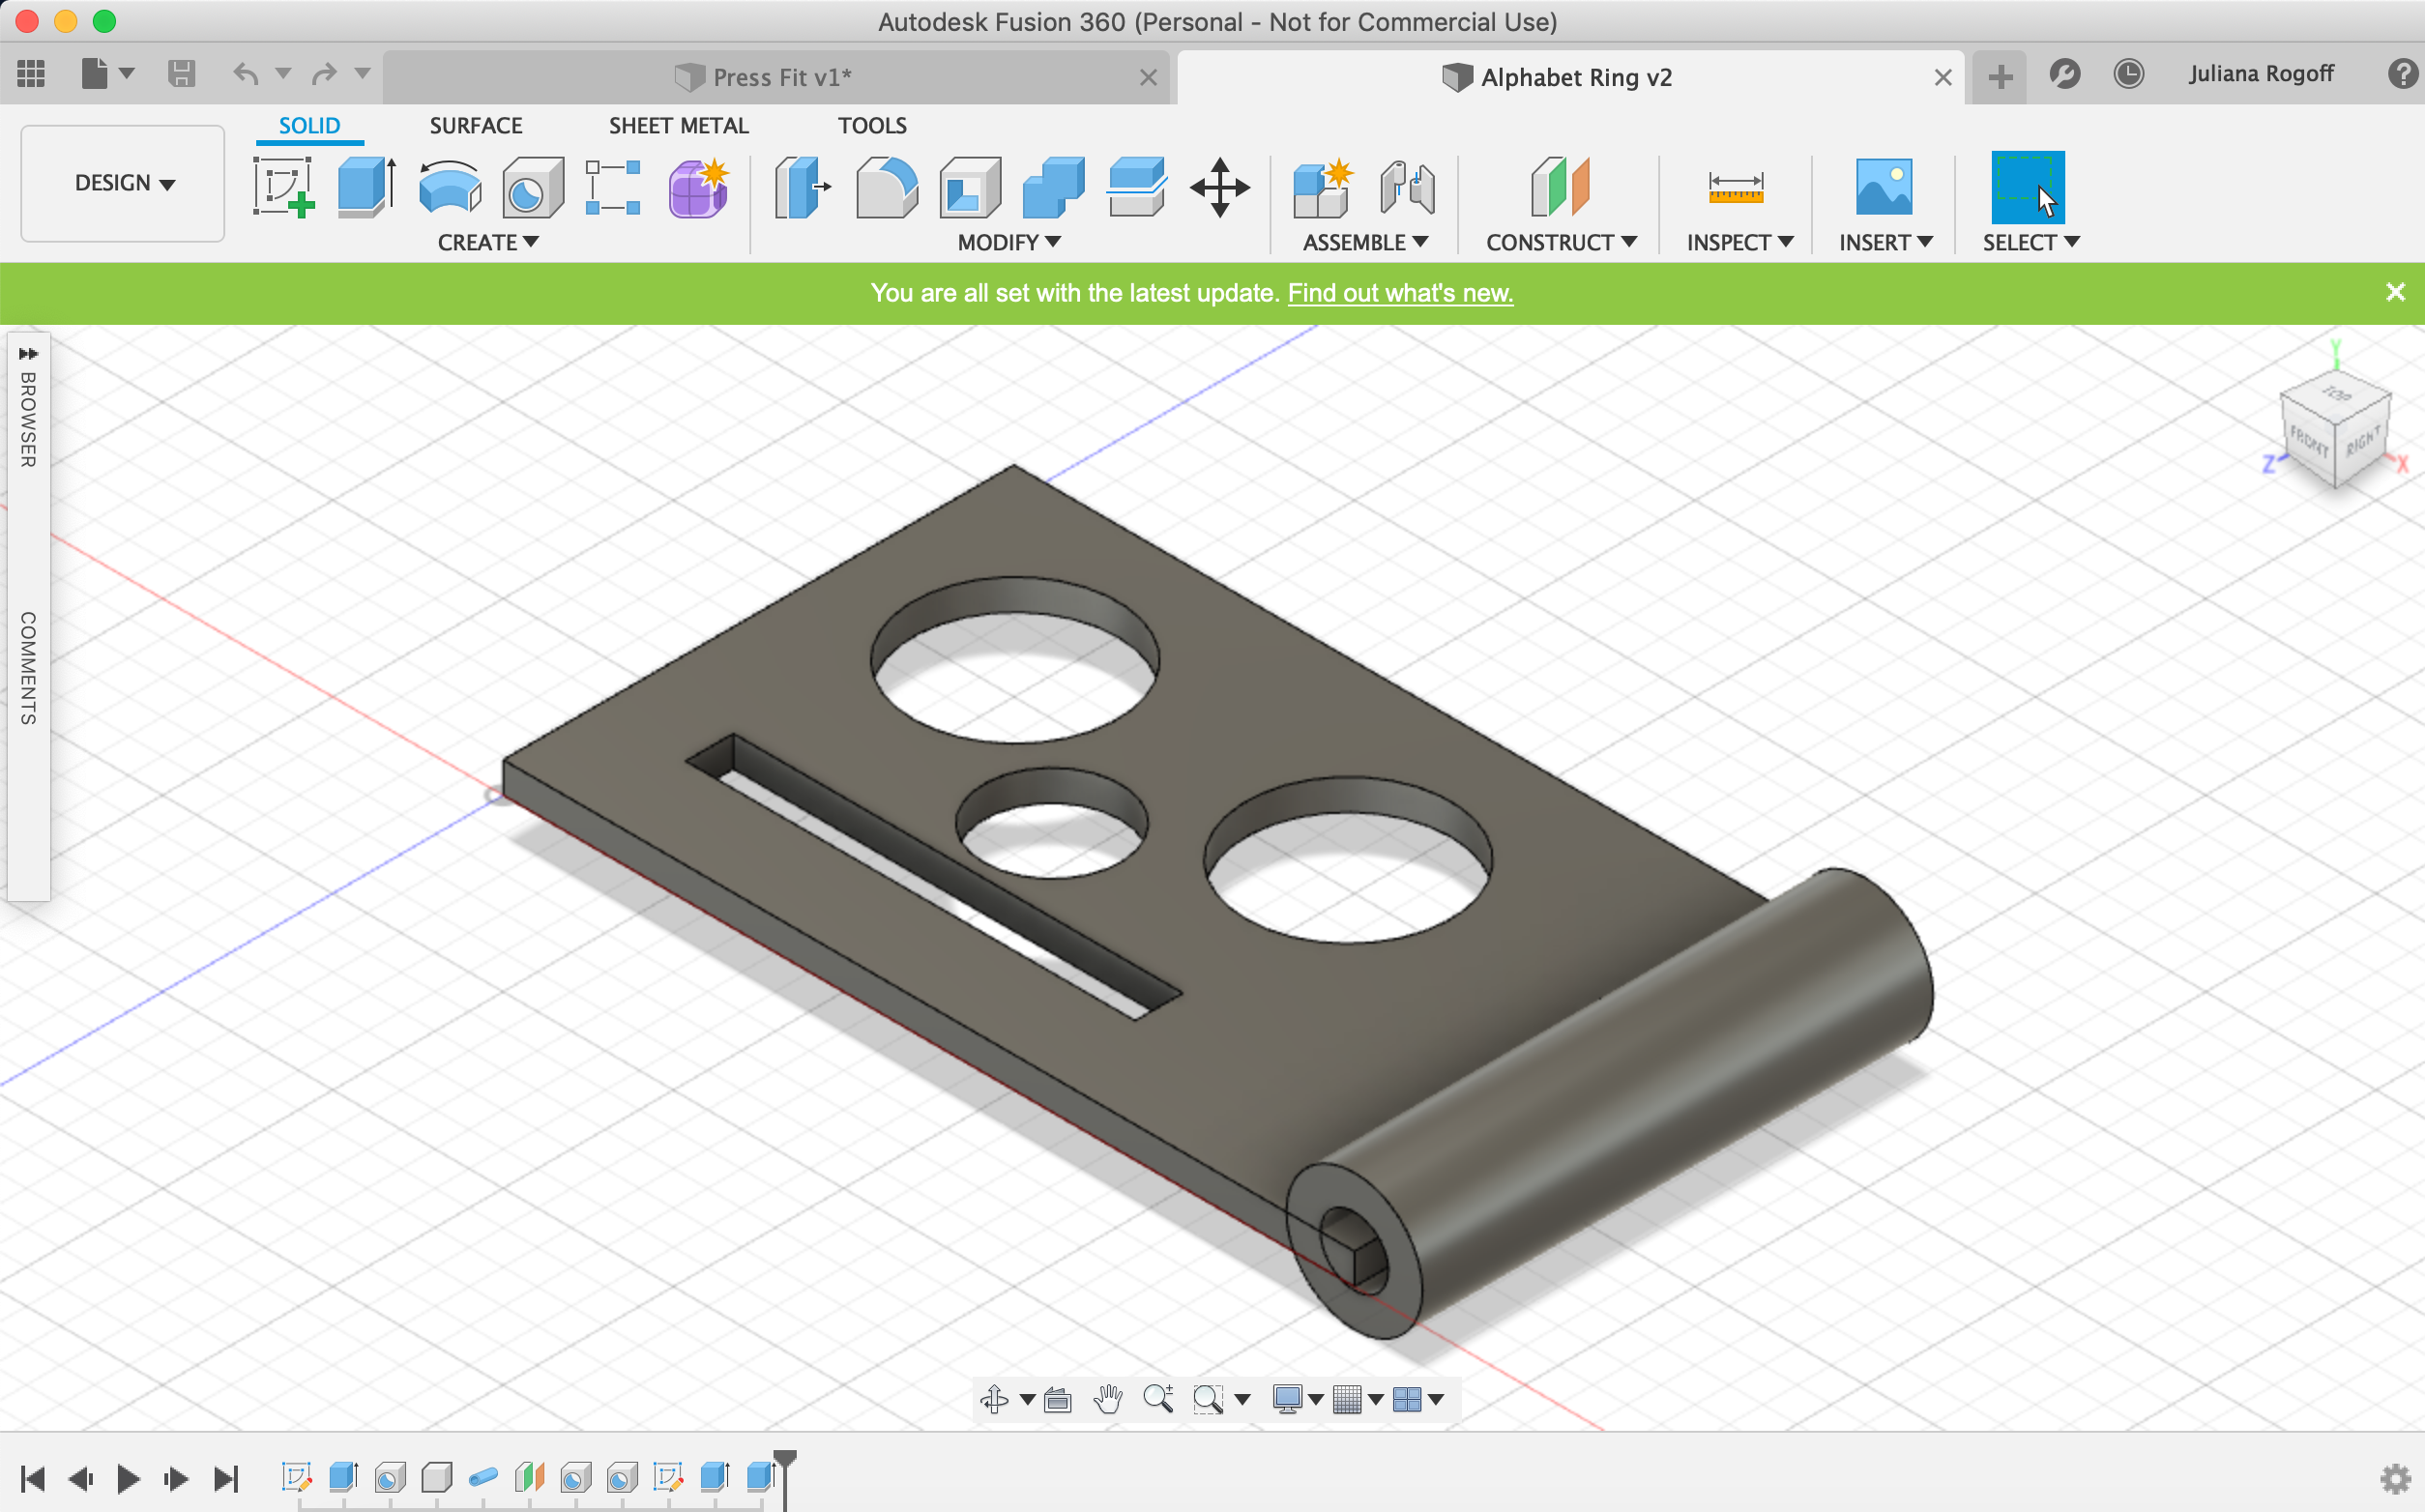 Autodesk Fusion 360 (Personal - Not for Commercial Use)
Press Fit v1*
Alphabet Ring v2
Juliana Rogoff
DESIGN
SOLID
SURFACE
SHEET METAL
TOOLS
CREATE
MODIFY
ASSEMBLE
CONSTRUCT
INSPECT
INSERT
SELECT
You are all set with the latest update. Find out what's new.
BROWSER
COMMENTS
Y
TOP
FRONT
RIGHT
Z
X